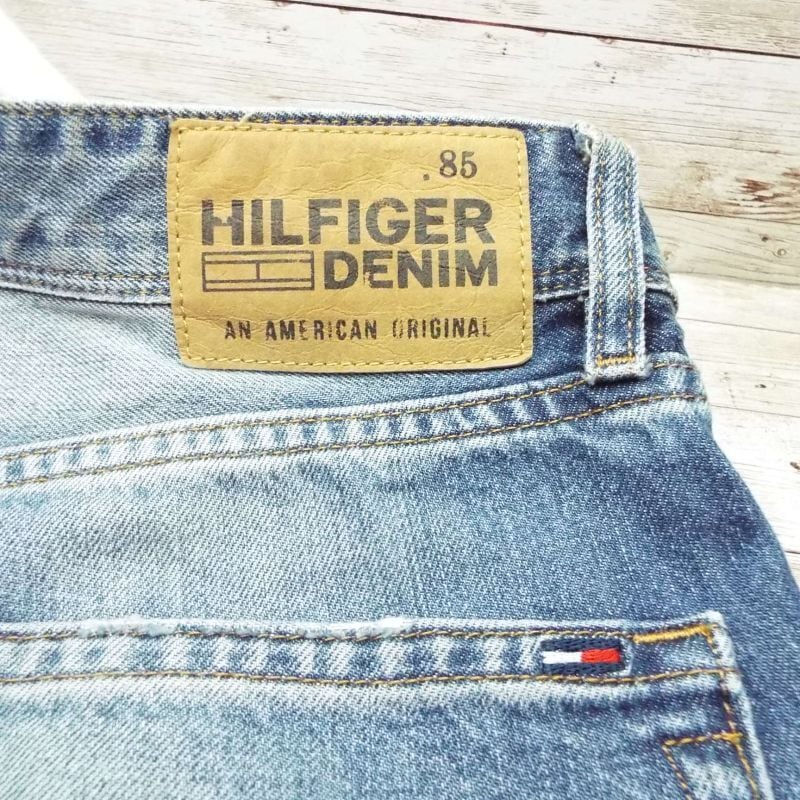 .85
HILFIGER
DENIM
AN AMERICAN ORIGINAL